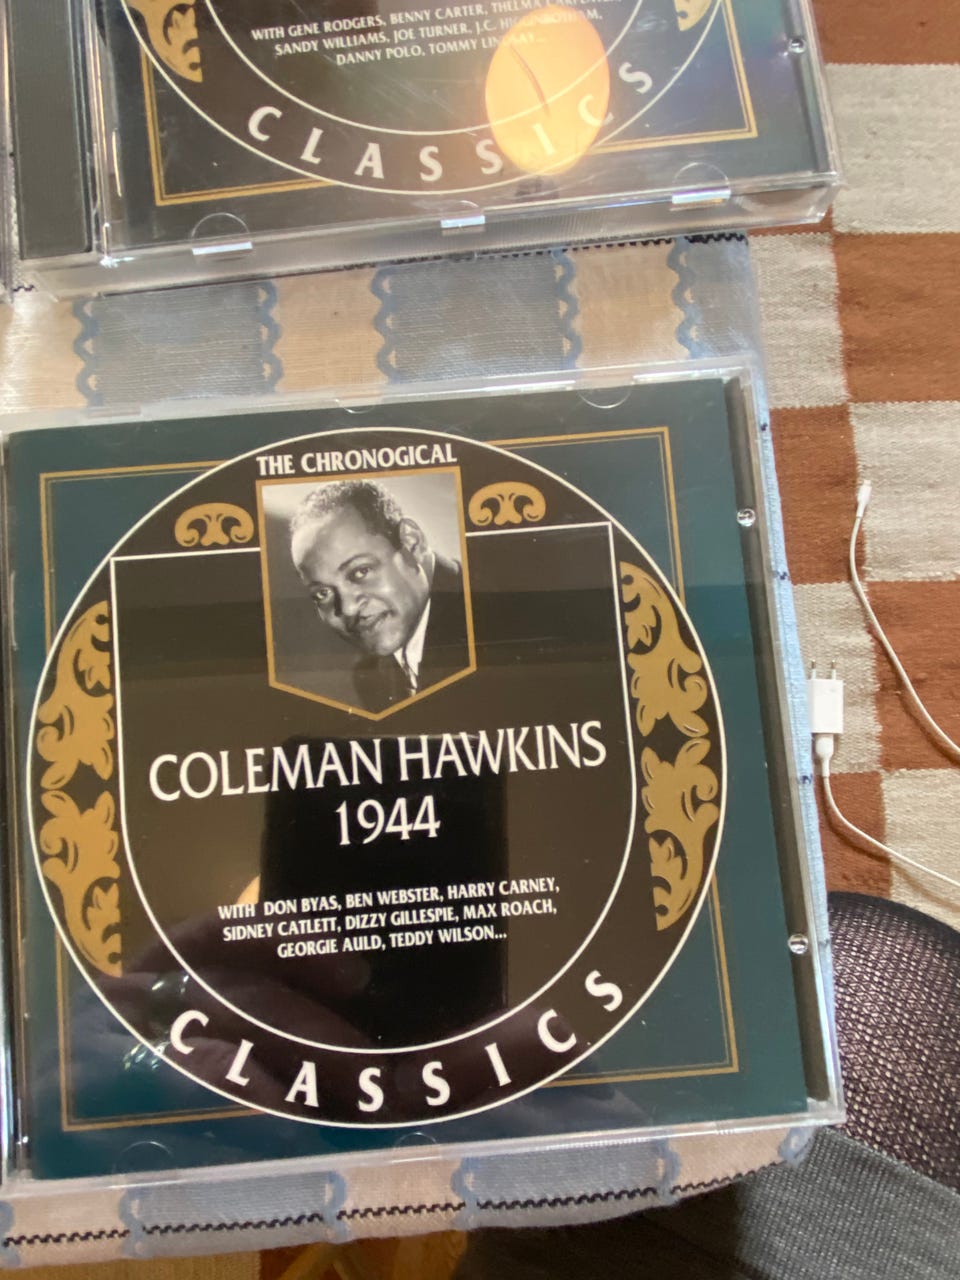 WITH GENE RODGERS, BENNY CARTER, THELMA CARPENTER,
SANDY WILLIAMS, JOE TURNER, J.C. HIGGINBOTHAM,
DANNY POLO, TOMMY LINDSAY...
CLASSICS
THE CHRONOGICAL
COLEMAN HAWKINS
1944
WITH DON BYAS, BEN WEBSTER, HARRY CARNEY,
SIDNEY CATLETT, DIZZY GILLESPIE, MAX ROACH,
GEORGIE AULD, TEDDY WILSON...
CLASSICS